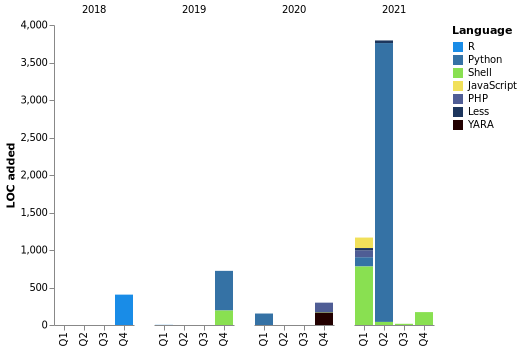 2018 2019 2020 2021
LOC added
4,000
3,500
3,000
2,500
2,000
1,500
1,000
500
0
Q1 Q2 Q3 Q4 Q1 Q2 Q3 Q4 Q1 Q2 Q3 Q4 Q1 Q2 Q3 Q4
Language
R
Python
Shell
JavaScript
PHP
Less
YARA